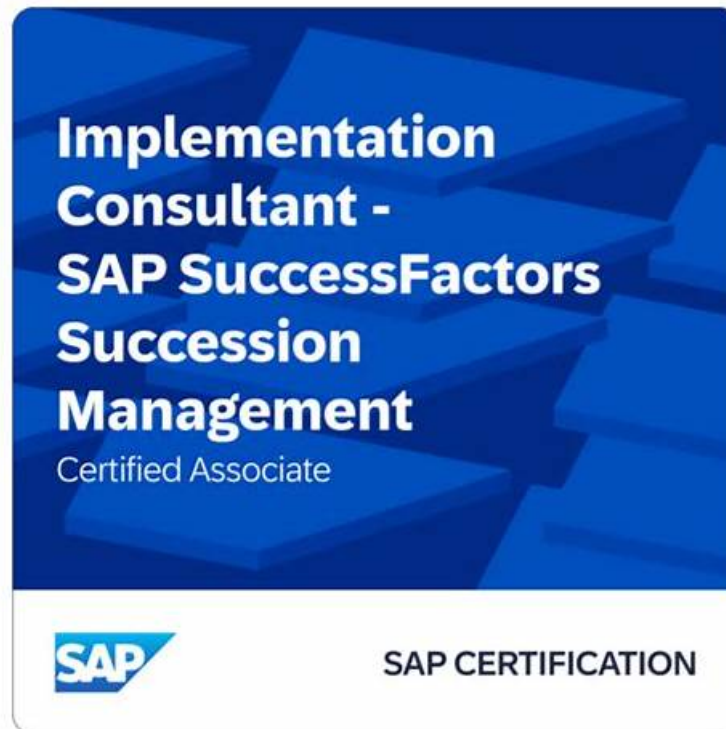 Implementation
Consultant -
SAP SuccessFactors
Succession
Management
Certified Associate
SAP
SAP CERTIFICATION